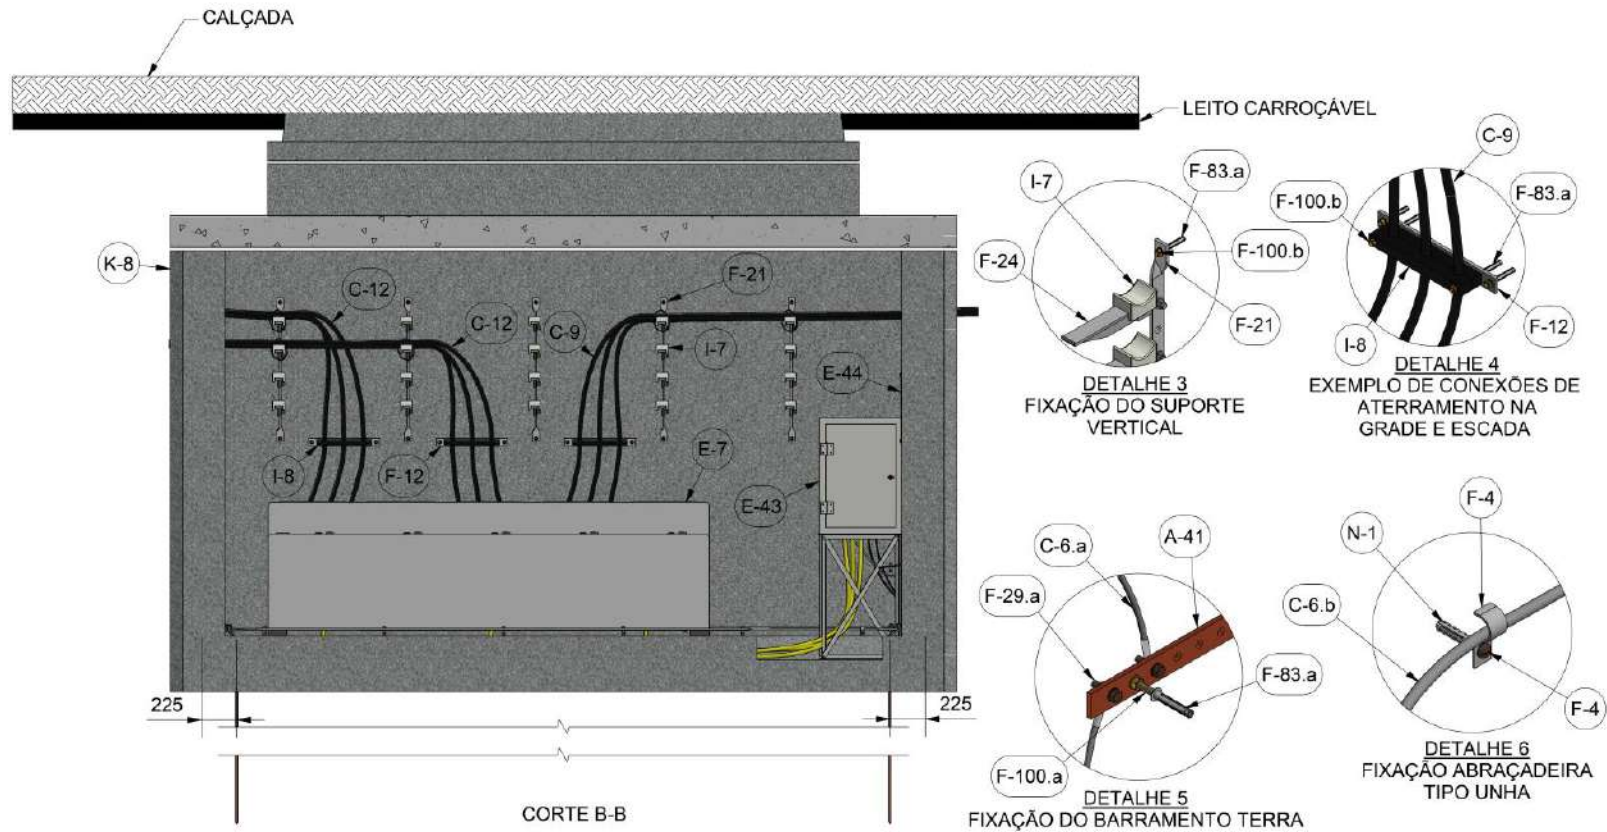 CALÇADA
LEITO CARROÇÁVEL
K-8
C-12
C-12
C-9
F-21
I-7
E-44
I-8
F-12
E-7
E-43
225
225
CORTE B-B
I-7
F-83.a
F-24
F-100.b
F-21
DETALHE 3
FIXAÇÃO DO SUPORTE
VERTICAL
C-9
F-100.b
F-83.a
I-8
F-12
DETALHE 4
EXEMPLO DE CONEXÕES DE
ATERRAMENTO NA
GRADE E ESCADA
C-6.a
A-41
F-29.a
F-83.a
F-100.a
DETALHE 5
FIXAÇÃO DO BARRAMENTO TERRA
F-4
N-1
C-6.b
F-4
DETALHE 6
FIXAÇÃO ABRAÇADEIRA
TIPO UNHA